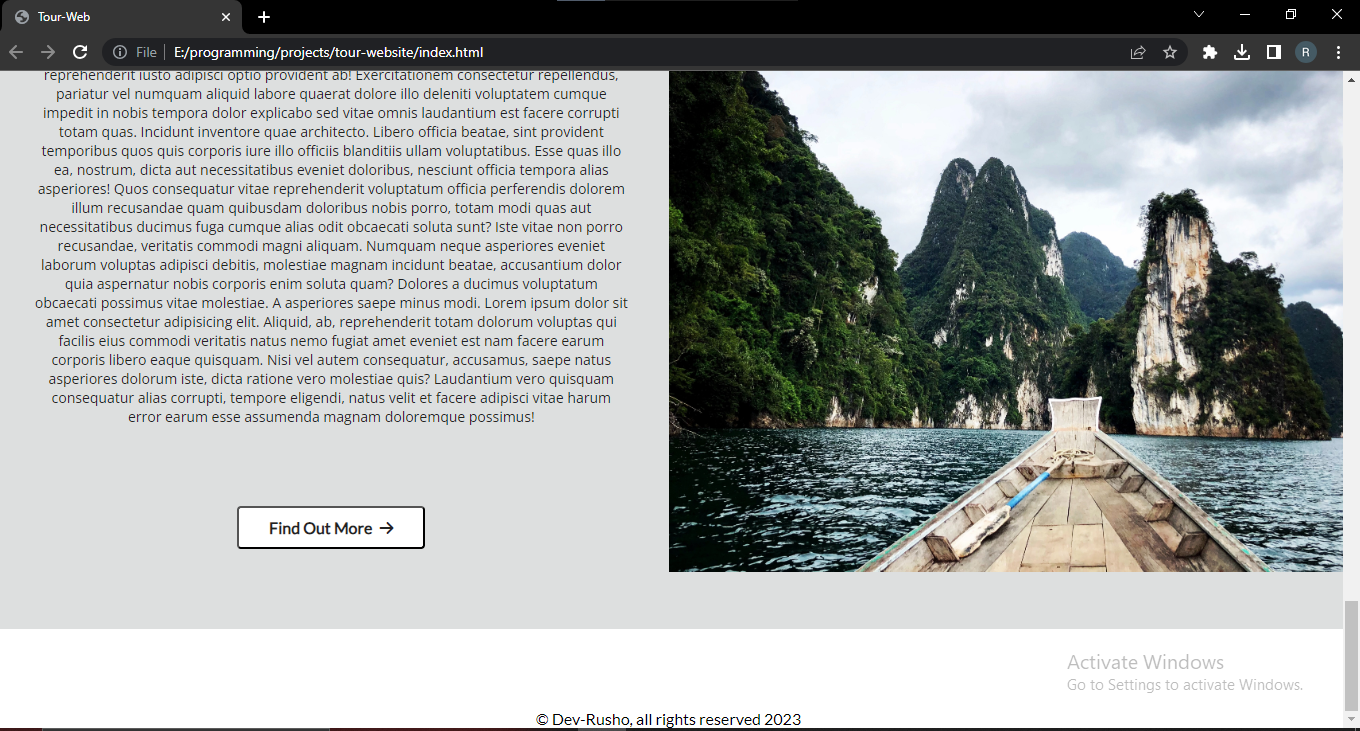 Tour-Web
File
E:/programming/projects/tour-website/index.html
R
reprehenderit iusto adipisci optio provident ab! Exercitationem consectetur repellendus,
pariatur vel numquam aliquid labore quaerat dolore illo deleniti voluptatem cumque
impedit in nobis tempora dolor explicabo sed vitae omnis laudantium est facere corrupti
totam quas. Incidunt inventore quae architecto. Libero officia beatae, sint provident
temporibus quos quis corporis iure illo officiis blanditiis ullam voluptatibus. Esse quas illo
ea, nostrum, dicta aut necessitatibus eveniet doloribus, nesciunt officia tempora alias
asperiores! Quos consequatur vitae reprehenderit voluptatum officia perferendis dolorem
illum recusandae quam quibusdam doloribus nobis porro, totam modi quas aut
necessitatibus ducimus fuga cumque alias odit obcaecati soluta sunt? Iste vitae non porro
recusandae, veritatis commodi magni aliquam. Numquam neque asperiores eveniet
laborum voluptas adipisci debitis, molestiae magnam incidunt beatae, accusantium dolor
quia aspernatur nobis corporis enim soluta quam? Dolores a ducimus voluptatum
obcaecati possimus vitae molestiae. A asperiores saepe minus modi. Lorem ipsum dolor sit
amet consectetur adipisicing elit. Aliquid, ab, reprehenderit totam dolorum voluptas qui
facilis eius commodi veritatis natus nemo fugiat amet eveniet est nam facere earum
corporis libero eaque quisquam. Nisi vel autem consequatur, accusamus, saepe natus
asperiores dolorum iste, dicta ratione vero molestiae quis? Laudantium vero quisquam
consequatur alias corrupti, tempore eligendi, natus velit et facere adipisci vitae harum
error earum esse assumenda magnam doloremque possimus!
Find Out More →
Activate Windows
Go to Settings to activate Windows.
© Dev-Rusho, all rights reserved 2023